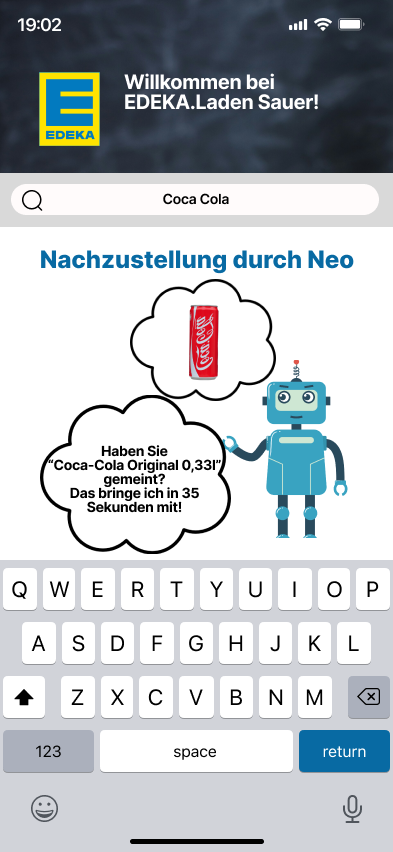 19:02
Willkommen bei
EDEKA.Laden Sauer!
EDEKA
Coca Cola
Nachzustellung durch Neo
Coca-Cola
Haben Sie
“Coca-Cola Original 0,33l”
gemeint?
Das bringe ich in 35
Sekunden mit!
Q W E R T Y U I O P
A S D F G H J K L
Z X C V B N M
123 space return